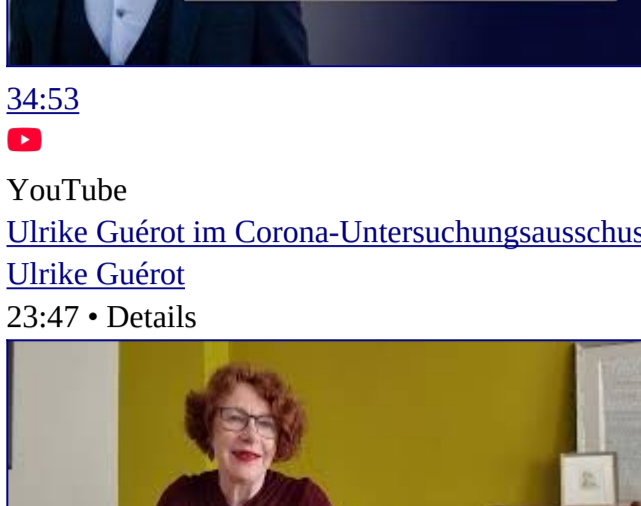 34:53
YouTube
Ulrike Guérot im Corona-Untersuchungsausschus
Ulrike Guérot
23:47 • Details